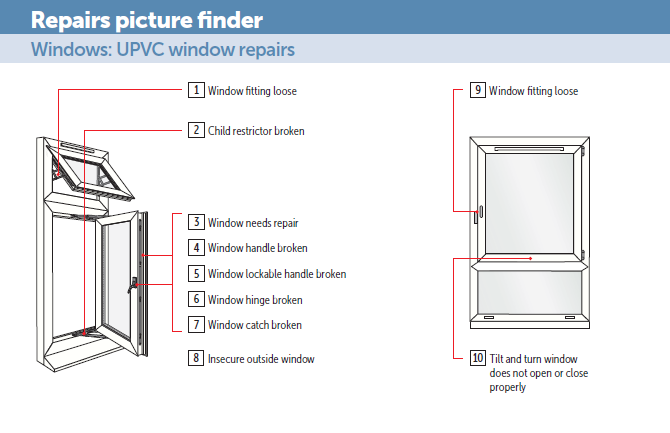 Repairs picture finder
Windows: UPVC window repairs
1 Window fitting loose
2 Child restrictor broken
3 Window needs repair
4 Window handle broken
5 Window lockable handle broken
6 Window hinge broken
7 Window catch broken
8 Insecure outside window
9 Window fitting loose
10 Tilt and turn window
does not open or close
properly